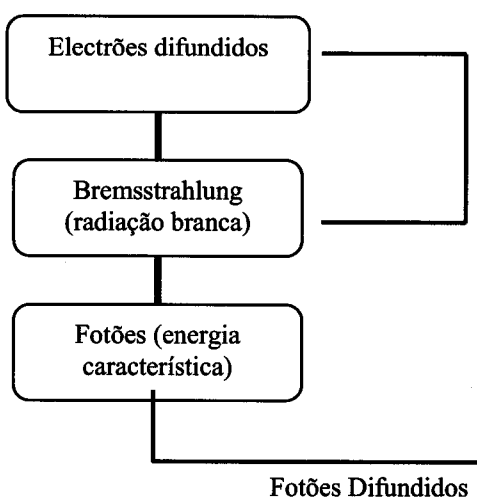 Electrões difundidos
Bremsstrahlung
(radiação branca)
Fotões (energia
característica)
Fotões Difundidos